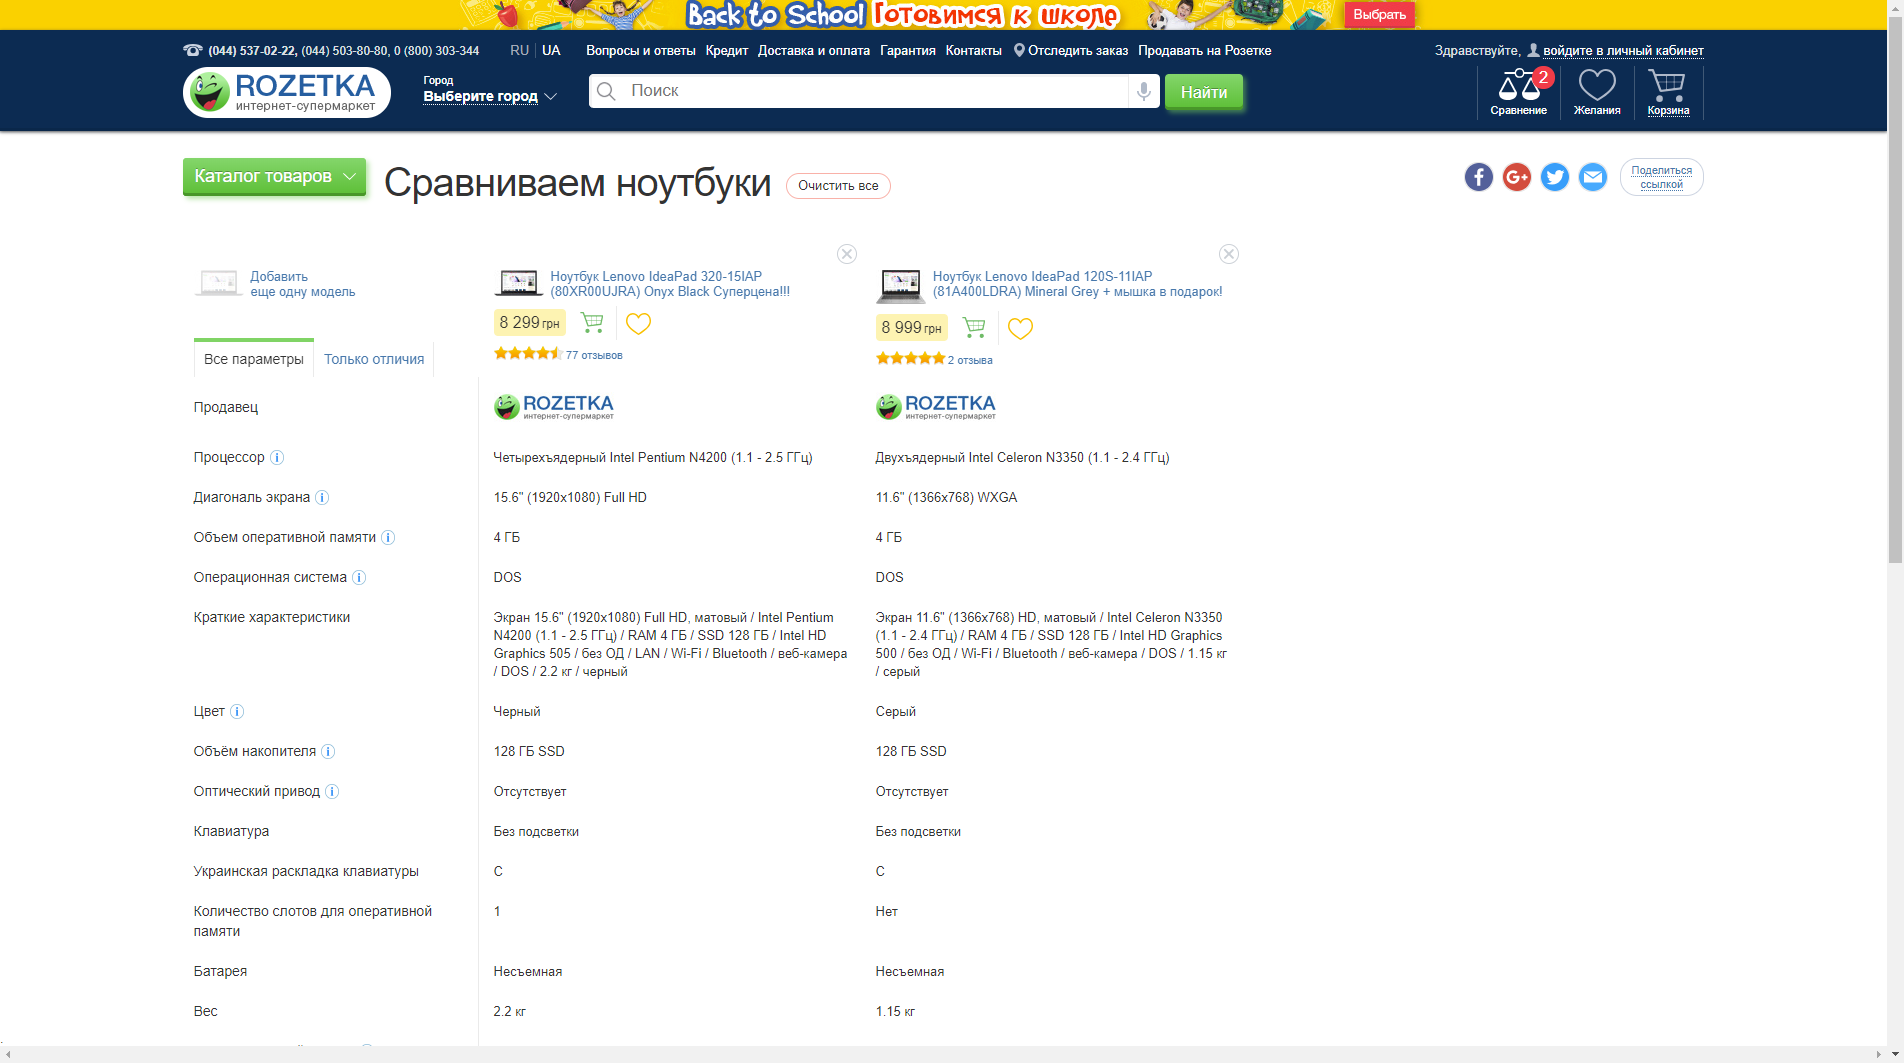 Back to School Готовимся к школе
Выбрать
(044) 537-02-22, (044) 503-80-80, 0 (800) 303-344
RU UA
Вопросы и ответы Кредит Доставка и оплата Гарантия Контакты Отследить заказ Продавать на Розетке
Здравствуйте, войдите в личный кабинет
ROZETKA
интернет-супермаркет
Город
Выберите город
Поиск
Найти
2
Сравнение
Желания
Корзина
Каталог товаров
Сравниваем ноутбуки
Очистить все
f
G+
Поделиться
ссылкой
Добавить
еще одну модель
Ноутбук Lenovo IdeaPad 320-15IAP
(80XR00UJRA) Onyx Black Суперцена!!!
8 299 грн
77 отзывов
Ноутбук Lenovo IdeaPad 120S-11IAP
(81A400LDRA) Mineral Grey + мышка в подарок!
8 999 грн
2 отзыва
Все параметры Только отличия
Продавец
ROZETKA
интернет-супермаркет
ROZETKA
интернет-супермаркет
Процессор i
Четырехъядерный Intel Pentium N4200 (1.1 - 2.5 ГГц)
Двухъядерный Intel Celeron N3350 (1.1 - 2.4 ГГц)
Диагональ экрана i
15.6" (1920x1080) Full HD
11.6" (1366x768) WXGA
Объем оперативной памяти i
4 ГБ
4 ГБ
Операционная система i
DOS
DOS
Краткие характеристики
Экран 15.6" (1920x1080) Full HD, матовый / Intel Pentium
N4200 (1.1 - 2.5 ГГц) / RAM 4 ГБ / SSD 128 ГБ / Intel HD
Graphics 505 / без ОД / LAN / Wi-Fi / Bluetooth / веб-камера
/ DOS / 2.2 кг / черный
Экран 11.6" (1366x768) HD, матовый / Intel Celeron N3350
(1.1 - 2.4 ГГц) / RAM 4 ГБ / SSD 128 ГБ / Intel HD Graphics
500 / без ОД / Wi-Fi / Bluetooth / веб-камера / DOS / 1.15 кг
/ серый
Цвет i
Черный
Серый
Объём накопителя i
128 ГБ SSD
128 ГБ SSD
Оптический привод i
Отсутствует
Отсутствует
Клавиатура
Без подсветки
Без подсветки
Украинская раскладка клавиатуры
С
С
Количество слотов для оперативной
памяти
1
Нет
Батарея
Несъемная
Несъемная
Вес
2.2 кг
1.15 кг